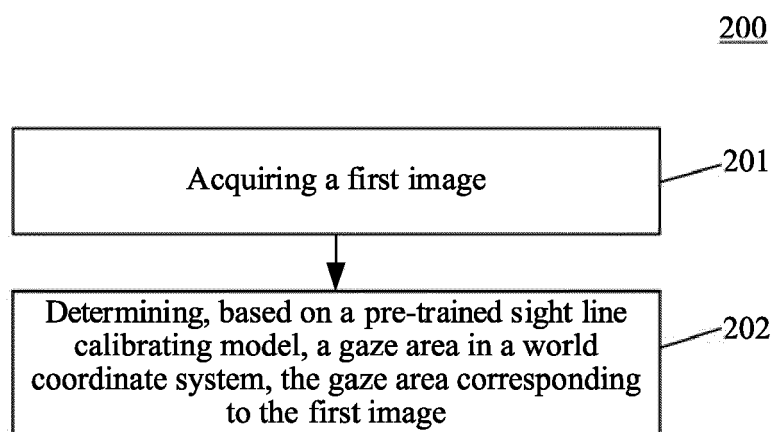 200
Acquiring a first image
201
Determining, based on a pre-trained sight line
calibrating model, a gaze area in a world
coordinate system, the gaze area corresponding
to the first image
202